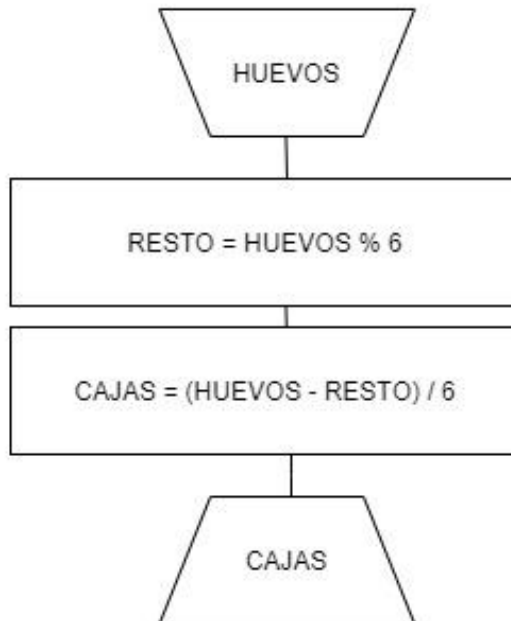 HUEVOS
RESTO = HUEVOS % 6
CAJAS = (HUEVOS - RESTO) / 6
CAJAS